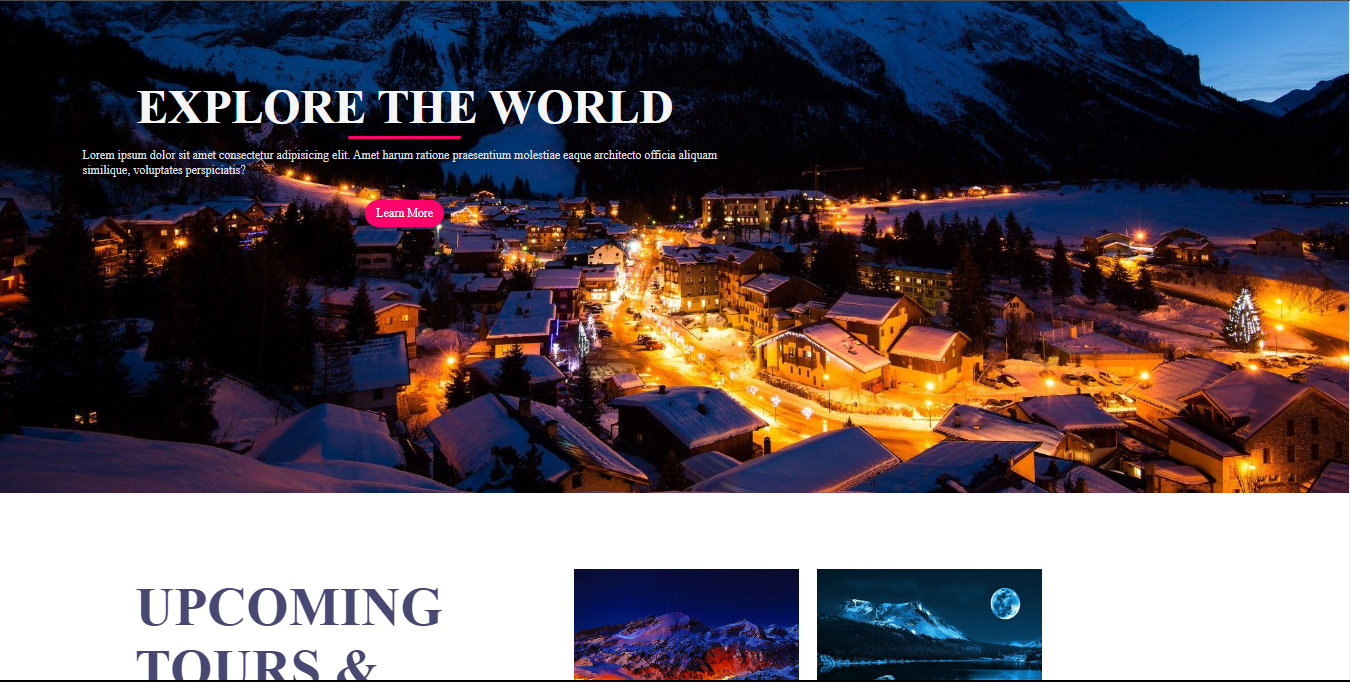 EXPLORE THE WORLD
Lorem ipsum dolor sit amet consectetur adipisicing elit. Amet harum ratione praesentium molestiae eaque architecto officia aliquam
similique, voluptates perspiciatis?
Learn More
UPCOMING
TOURS &